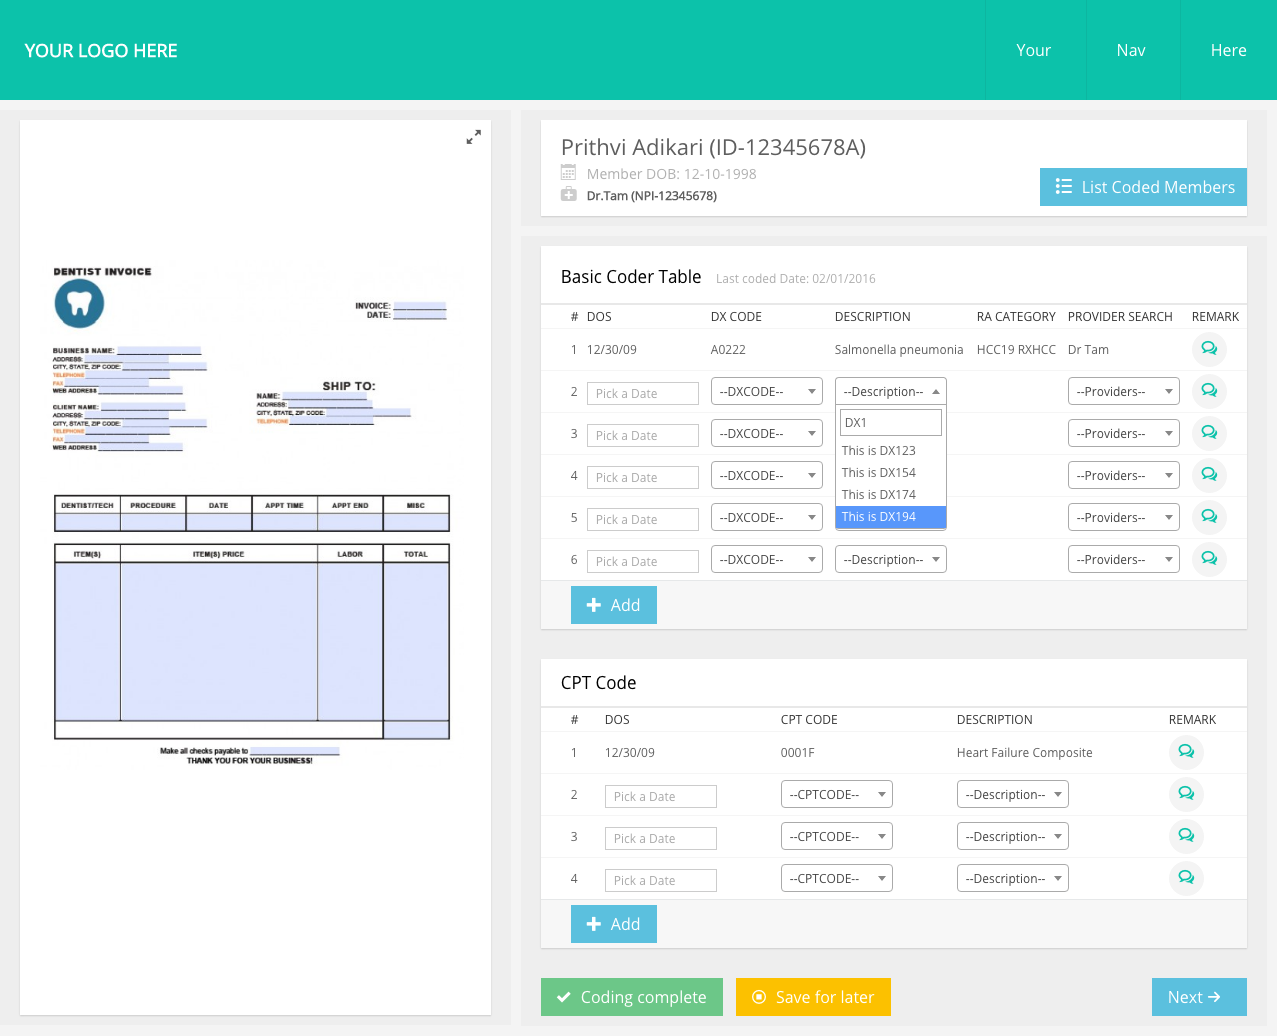 YOUR LOGO HERE
Your Nav Here
DENTIST INVOICE
INVOICE:
DATE:
BUSINESS NAME:
ADDRESS:
CITY, STATE, ZIP CODE:
TELEPHONE
FAX
WEB ADDRESS
SHIP TO:
NAME:
ADDRESS:
CITY, STATE, ZIP CODE:
TELEPHONE
CLIENT NAME:
ADDRESS:
CITY, STATE, ZIP CODE:
TELEPHONE
FAX
WEB ADDRESS
DENTIST/TECH PROCEDURE DATE APPT TIME APPT END MISC
ITEM(S) ITEM(S) PRICE LABOR TOTAL
Make all checks payable to
THANK YOU FOR YOUR BUSINESS!
Prithvi Adikari (ID-12345678A)
Member DOB: 12-10-1998
Dr.Tam (NPI-12345678)
List Coded Members
Basic Coder Table Last coded Date: 02/01/2016
# DOS DX CODE DESCRIPTION RA CATEGORY PROVIDER SEARCH REMARK
1 12/30/09 A0222 Salmonella pneumonia HCC19 RXHCC Dr Tam
2 Pick a Date --DXCODE-- --Description-- --Providers--
DX1
3 Pick a Date --DXCODE-- --Providers--
This is DX123
This is DX154
4 Pick a Date --DXCODE-- --Providers--
This is DX174
This is DX194
5 Pick a Date --DXCODE-- --Providers--
6 Pick a Date --DXCODE-- --Description-- --Providers--
Add
CPT Code
# DOS CPT CODE DESCRIPTION REMARK
1 12/30/09 0001F Heart Failure Composite
2 Pick a Date --CPTCODE-- --Description--
3 Pick a Date --CPTCODE-- --Description--
4 Pick a Date --CPTCODE-- --Description--
Add
Coding complete Save for later Next